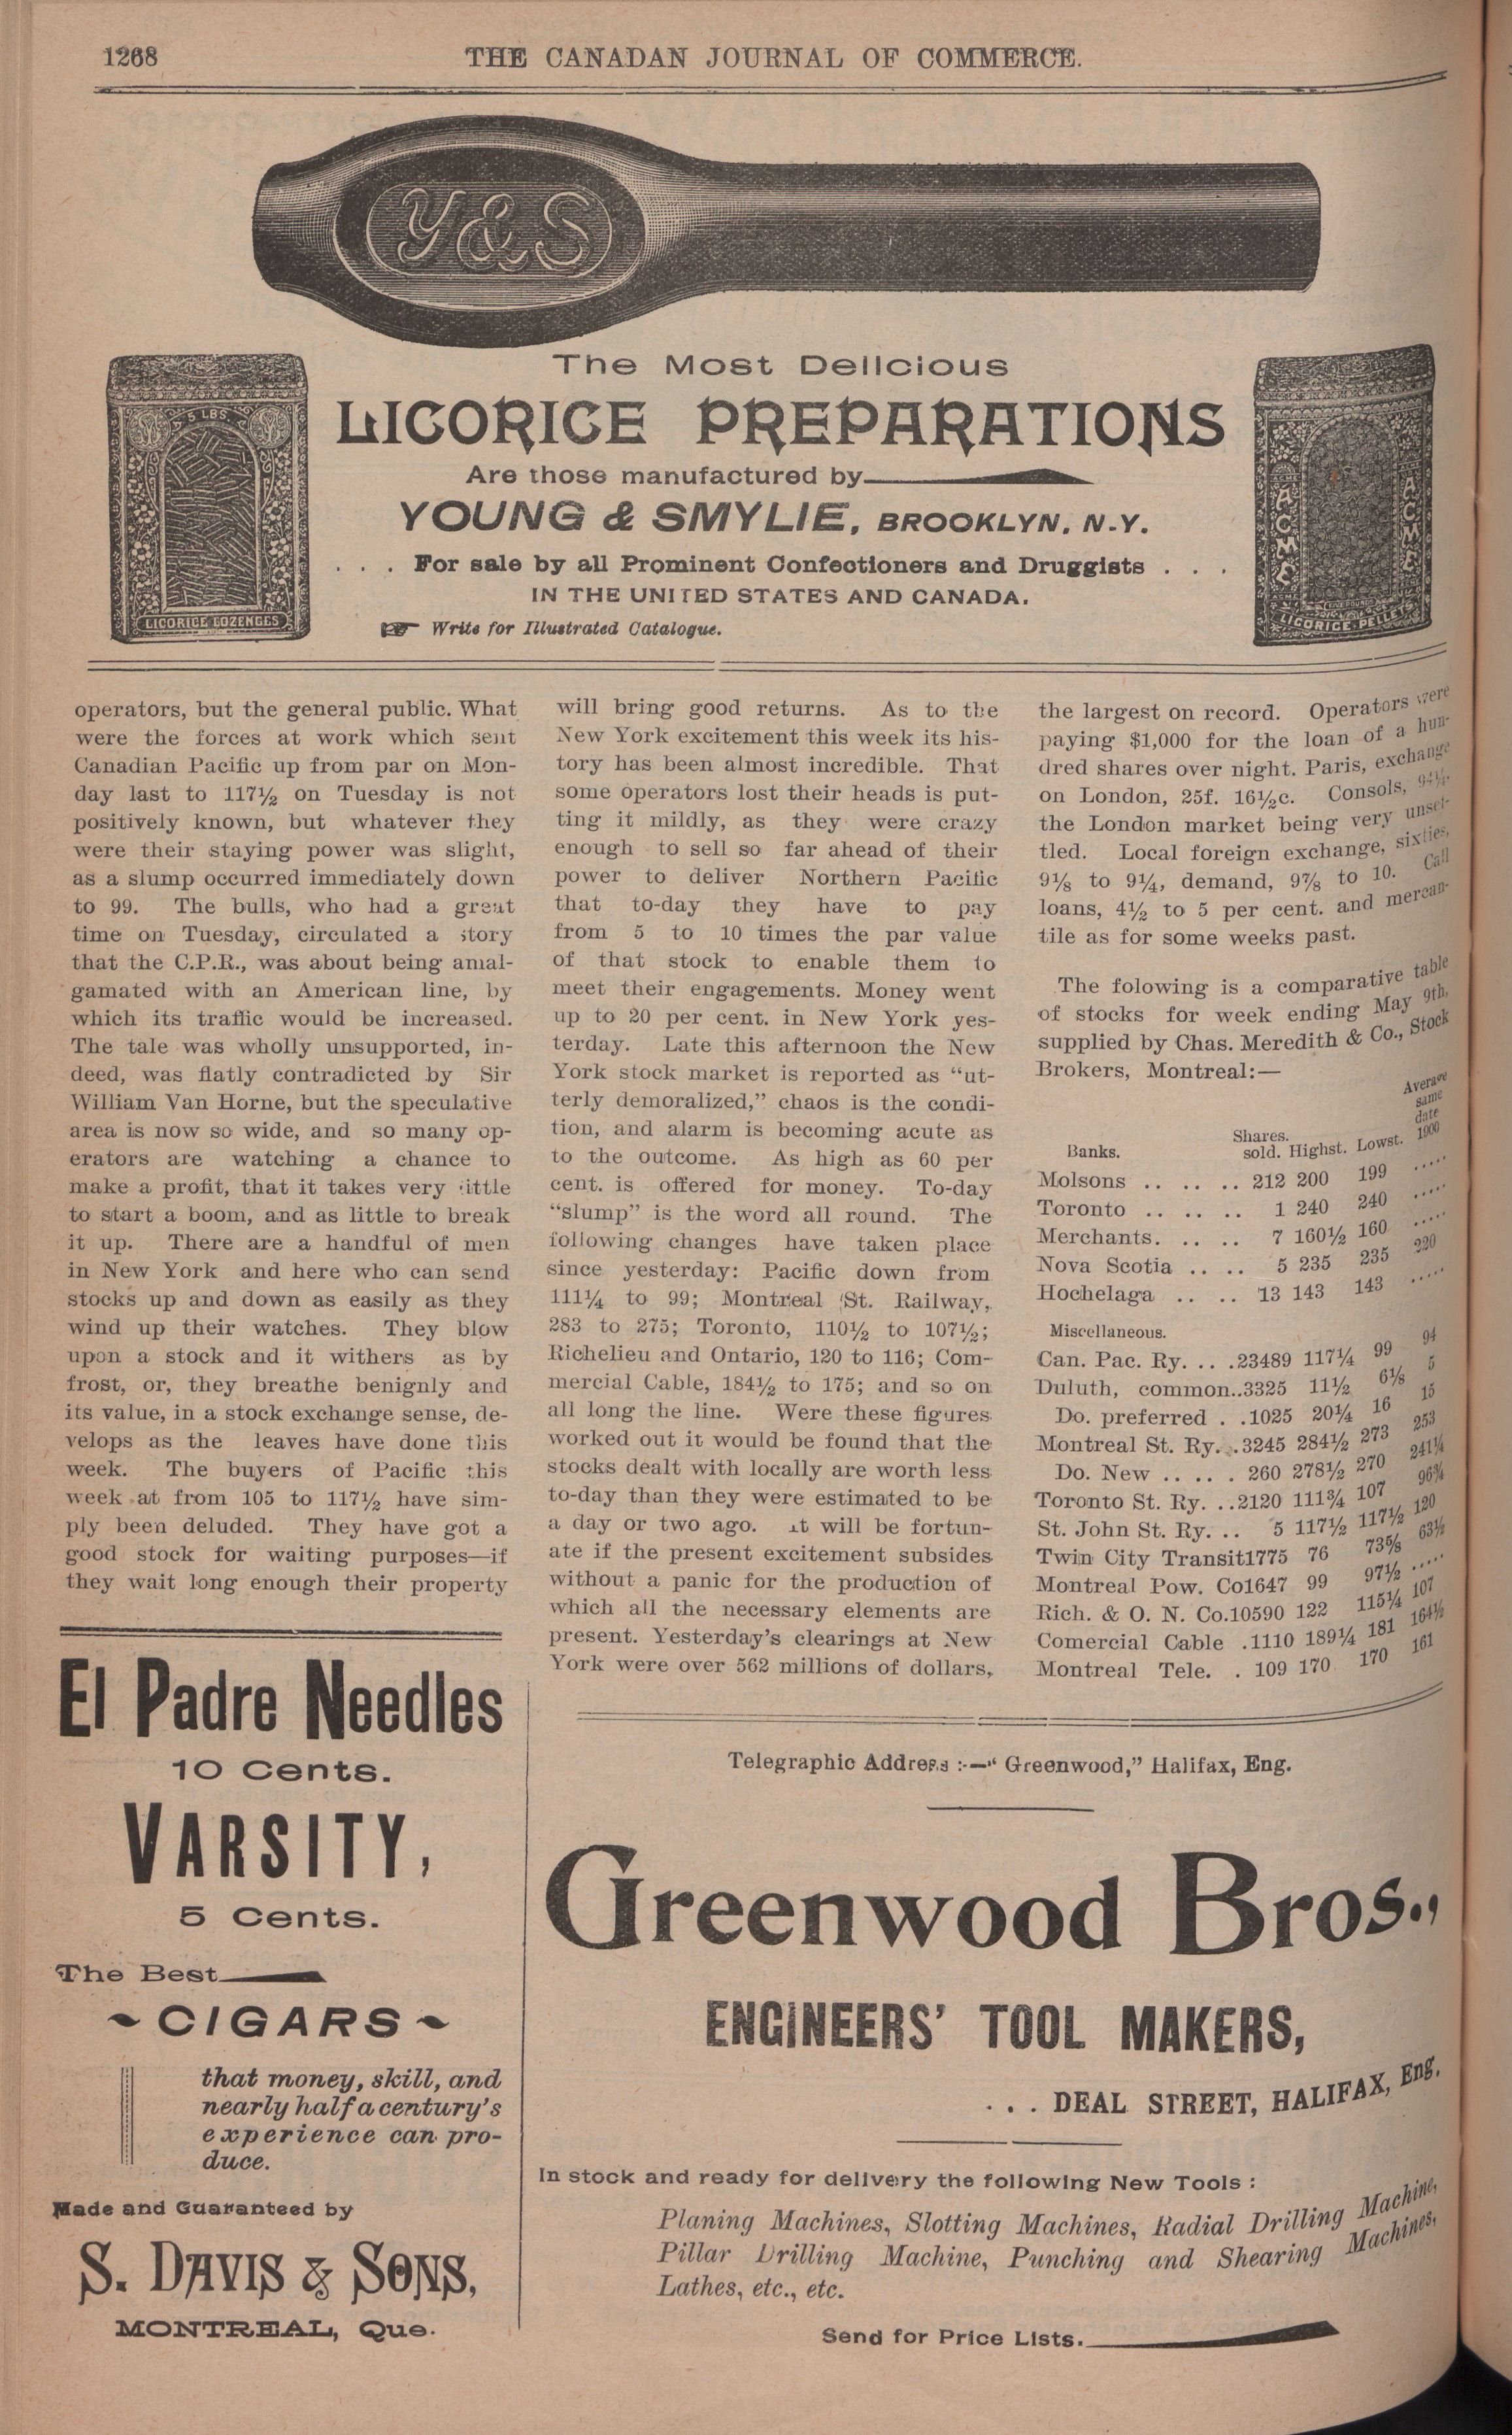 1268
THE CANADAN JOURNAL OF COMMERCE.
Y&S
5 LBS.
LICORICE LOZENGES
ACME
ACME
LICORICE PELLETS
The Most Delicious
LICORICE PREPARATIONS
Are those manufactured by
YOUNG & SMYLIE, BROOKLYN, N.Y.
. . . For sale by all Prominent Confectioners and Druggists . . .
IN THE UNITED STATES AND CANADA.
Write for Illustrated Catalogue.
operators, but the general public. What
were the forces at work which sent
Canadian Pacific up from par on Mon-
day last to 117½ on Tuesday is not
positively known, but whatever they
were their staying power was slight,
as a slump occurred immediately down
to 99. The bulls, who had a great
time on Tuesday, circulated a story
that the C.P.R., was about being amal-
gamated with an American line, by
which its traffic would be increased.
The tale was wholly unsupported, in-
deed, was flatly contradicted by Sir
William Van Horne, but the speculative
area is now so wide, and so many op-
erators are watching a chance to
make a profit, that it takes very little
to start a boom, and as little to break
it up. There are a handful of men
in New York and here who can send
stocks up and down as easily as they
wind up their watches. They blow
upon a stock and it withers as by
frost, or, they breathe benignly and
its value, in a stock exchange sense, de-
velops as the leaves have done this
week. The buyers of Pacific this
week at from 105 to 117½ have sim-
ply been deluded. They have got a
good stock for waiting purposes—if
they wait long enough their property
will bring good returns. As to the
New York excitement this week its his-
tory has been almost incredible. That
some operators lost their heads is put-
ting it mildly, as they were crazy
enough to sell so far ahead of their
power to deliver Northern Pacific
that to-day they have to pay
from 5 to 10 times the par value
of that stock to enable them to
meet their engagements. Money went
up to 20 per cent. in New York yes-
terday. Late this afternoon the New
York stock market is reported as "ut-
terly demoralized," chaos is the condi-
tion, and alarm is becoming acute as
to the outcome. As high as 60 per
cent. is offered for money. To-day
"slump" is the word all round. The
following changes have taken place
since yesterday: Pacific down from
111¼ to 99; Montreal St. Railway,
283 to 275; Toronto, 110½ to 107½;
Richelieu and Ontario, 120 to 116; Com-
mercial Cable, 184½ to 175; and so on
all long the line. Were these figures
worked out it would be found that the
stocks dealt with locally are worth less
to-day than they were estimated to be
a day or two ago. It will be fortun-
ate if the present excitement subsides
without a panic for the production of
which all the necessary elements are
present. Yesterday's clearings at New
York were over 562 millions of dollars,
the largest on record. Operators were
paying $1,000 for the loan of a hun-
dred shares over night. Paris, exchange
on London, 25f. 16½c. Consols, 94¼.
the London market being very unset-
tled. Local foreign exchange, sixties,
9⅛ to 9¼, demand, 9⅞ to 10. Call
loans, 4½ to 5 per cent. and mercan-
tile as for some weeks past.
The folowing is a comparative table
of stocks for week ending May 9th,
supplied by Chas. Meredith & Co., Stock
Brokers, Montreal:—
Average
same
date
1900
Banks. Shares. sold. Highst. Lowst.
Molsons .. .. .. 212 200 199 .....
Toronto .. .. .. 1 240 240 .....
Merchants. .. .. 7 160½ 160 .....
Nova Scotia .. .. 5 235 235 220
Hochelaga .. .. 13 143 143 .....
Miscellaneous.
Can. Pac. Ry. .. .23489 117¼ 99 94
Duluth, common..3325 11½ 6⅛ 5
Do. preferred . .1025 20¼ 16 15
Montreal St. Ry. ..3245 284½ 273 253
Do. New .. .. . 260 278½ 270 241¼
Toronto St. Ry. ..2120 111¾ 107 96¾
St. John St. Ry. .. 5 117½ 117½ 120
Twin City Transit1775 76 73⅝ 63½
Montreal Pow. Co1647 99 97½ .....
Rich. & O. N. Co.10590 122 115¼ 107
Comercial Cable .1110 189¼ 181 164½
Montreal Tele. . 109 170 170 161
El Padre Needles
10 Cents.
VARSITY,
5 Cents.
The Best
CIGARS
that money, skill, and
nearly half a century's
experience can pro-
duce.
Made and Guaranteed by
S. DAVIS & SONS,
MONTREAL, Que.
Telegraphic Address :—" Greenwood," Halifax, Eng.
Greenwood Bros.,
ENGINEERS' TOOL MAKERS,
. . . DEAL STREET, HALIFAX, Eng.
In stock and ready for delivery the following New Tools :
Planing Machines, Slotting Machines, Radial Drilling Machine,
Pillar Drilling Machine, Punching and Shearing Machines,
Lathes, etc., etc.
Send for Price Lists.